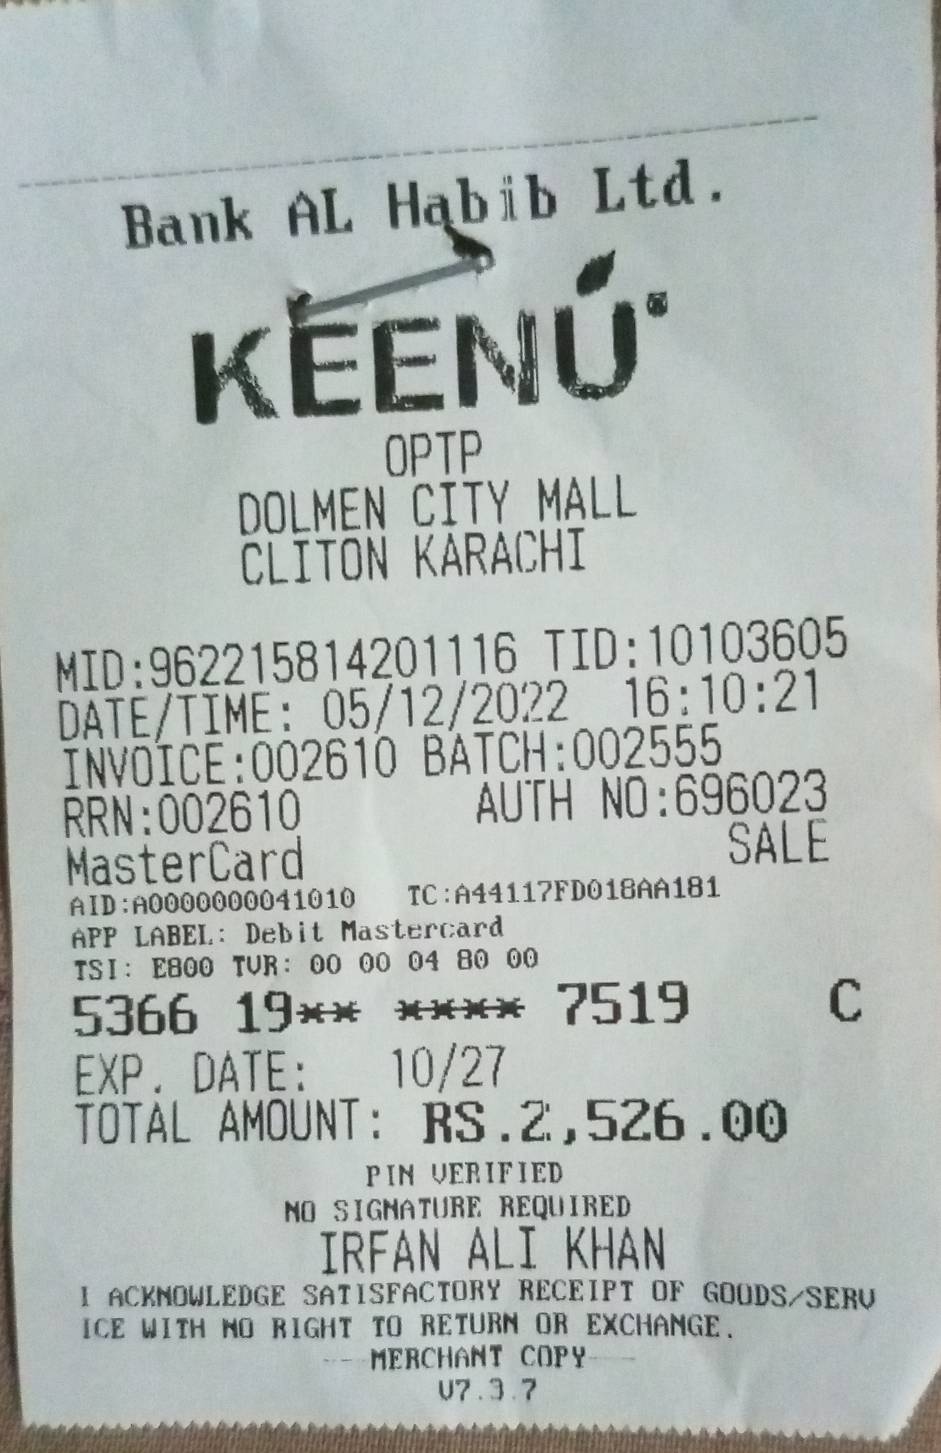 Bank AL Habib Ltd.
KEENÚ
OPTP
DOLMEN CITY MALL
CLITON KARACHI
MID:962215814201116 TID:10103605
DATE/TIME: 05/12/2022 16:10:21
INVOICE:002610 BATCH:002555
RRN:002610 AUTH NO:696023
MasterCard SALE
AID:A0000000041010 TC:A44117FD018AA181
APP LABEL: Debit Mastercard
TSI: E800 TVR: 00 00 04 80 00
5366 19** **** 7519 C
EXP. DATE: 10/27
TOTAL AMOUNT: RS.2,526.00
PIN VERIFIED
NO SIGNATURE REQUIRED
IRFAN ALI KHAN
I ACKNOWLEDGE SATISFACTORY RECEIPT OF GOODS/SERV
ICE WITH NO RIGHT TO RETURN OR EXCHANGE.
---MERCHANT COPY---
V7.3.7